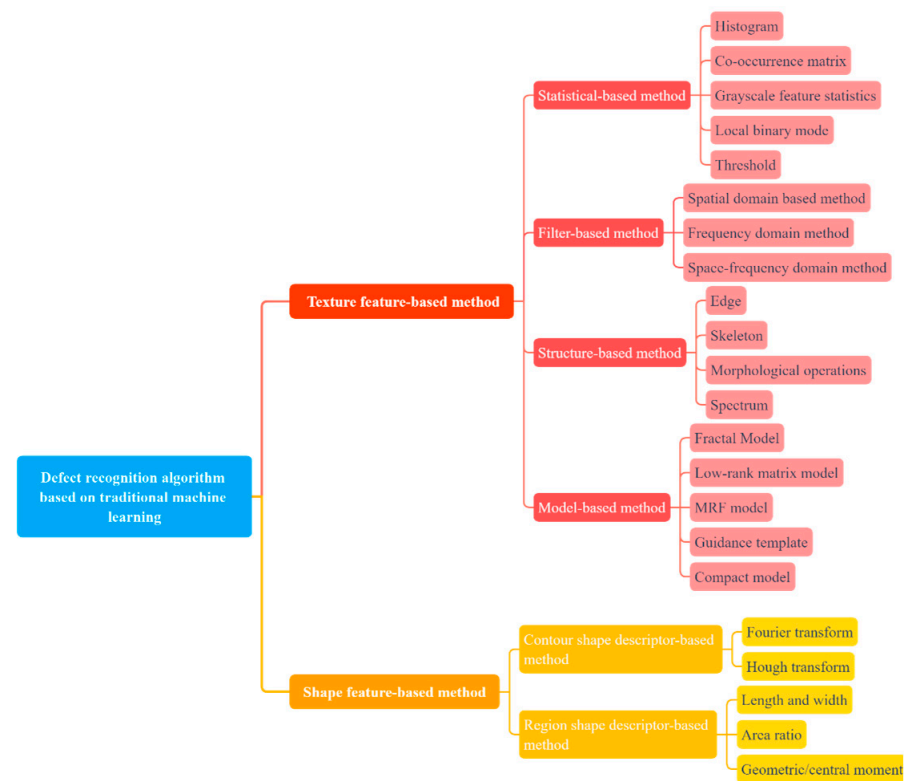 Histogram
Co-occurrence matrix
Statistical-based method
Grayscale feature statistics
Local binary mode
Threshold
Spatial domain based method
Filter-based method
Frequency domain method
Space-frequency domain method
Texture feature-based method
Edge
Skeleton
Structure-based method
Morphological operations
Spectrum
Fractal Model
Defect recognition algorithm
based on traditional machine
learning
Low-rank matrix model
Model-based method
MRF model
Guidance template
Compact model
Contour shape descriptor-based
method
Fourier transform
Hough transform
Shape feature-based method
Region shape descriptor-based
method
Length and width
Area ratio
Geometric/central moment